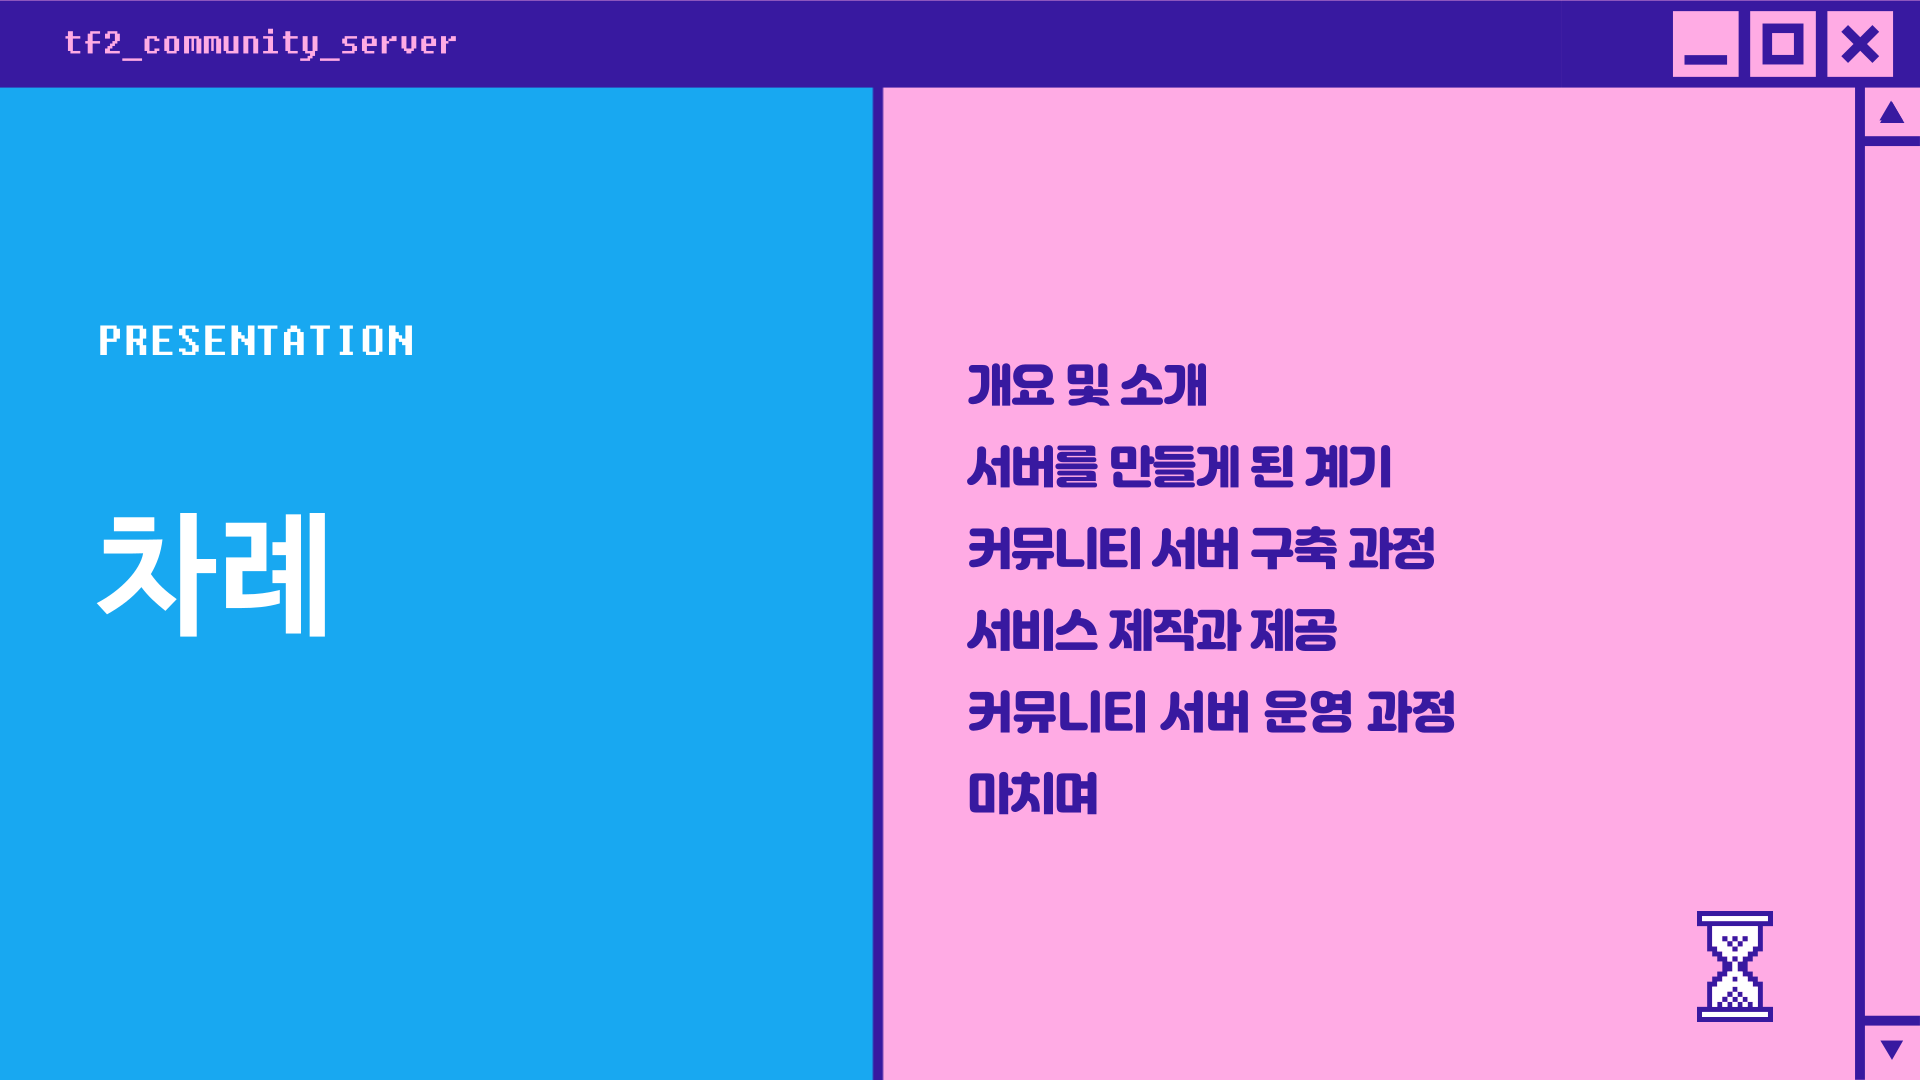 tf2_community_server
PRESENTATION
차례
개요 및 소개
서버를 만들게 된 계기
커뮤니티 서버 구축 과정
서비스 제작과 제공
커뮤니티 서버 운영 과정
마치며